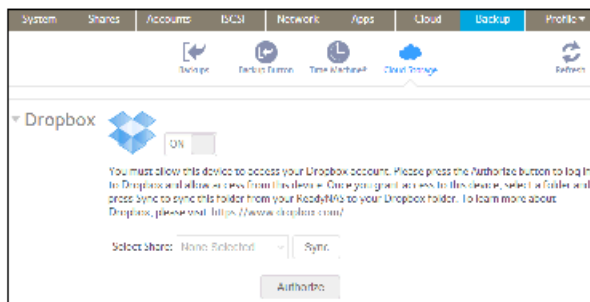 System Shares Accounts iSCSI Network Apps Cloud Backup Profile ▾
Backups Backup Button Time Machine® Cloud Storage Refresh
Dropbox
ON
You must allow this device to access your Dropbox account. Please press the Authorize button to log in
to Dropbox and allow access from this device. Once you grant access to this device, select a folder and
press Sync to sync this folder from your ReadyNAS to your Dropbox folder. To learn more about
Dropbox, please visit https://www.dropbox.com/
Select Share: None Selected Sync
Authorize